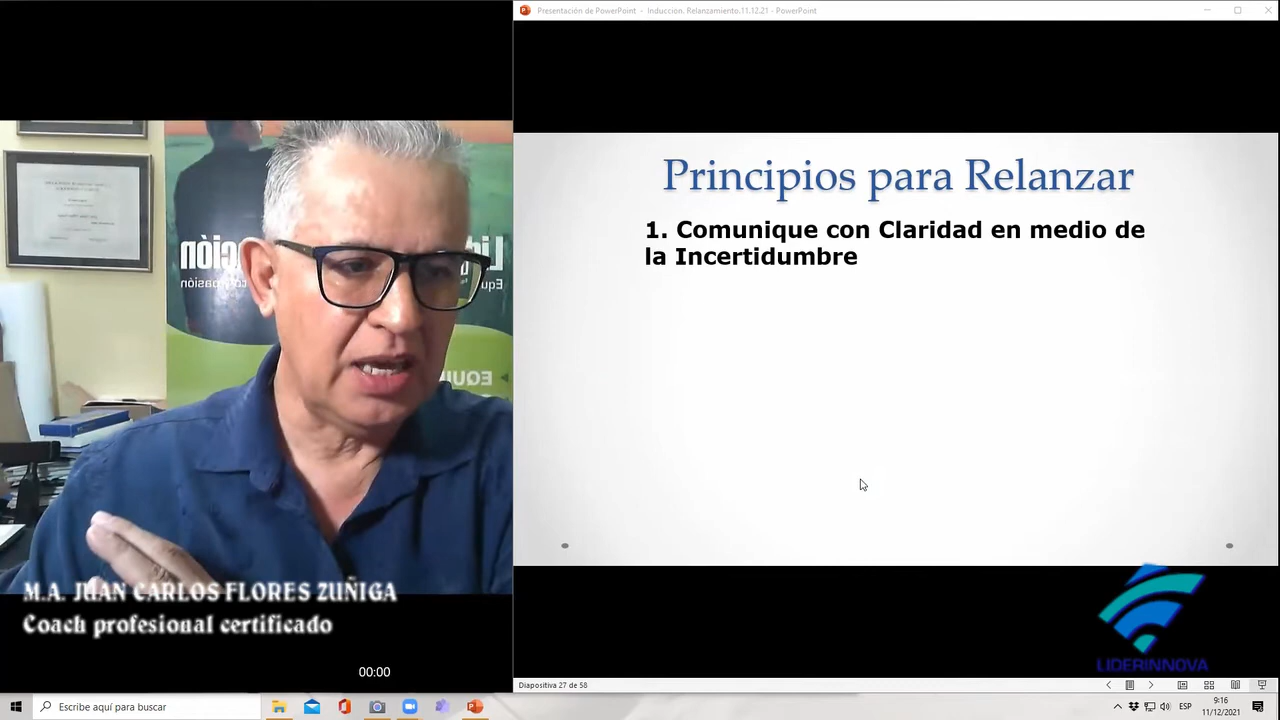 Presentación de PowerPoint - Inducción. Relanzamiento.11.12.21 - PowerPoint
Principios para Relanzar
1. Comunique con Claridad en medio de
la Incertidumbre
M.A. JUAN CARLOS FLORES ZUÑIGA
Coach profesional certificado
00:00
LIDERINNOVA
Diapositiva 27 de 58
Escribe aquí para buscar
ESP
9:16
11/12/2021